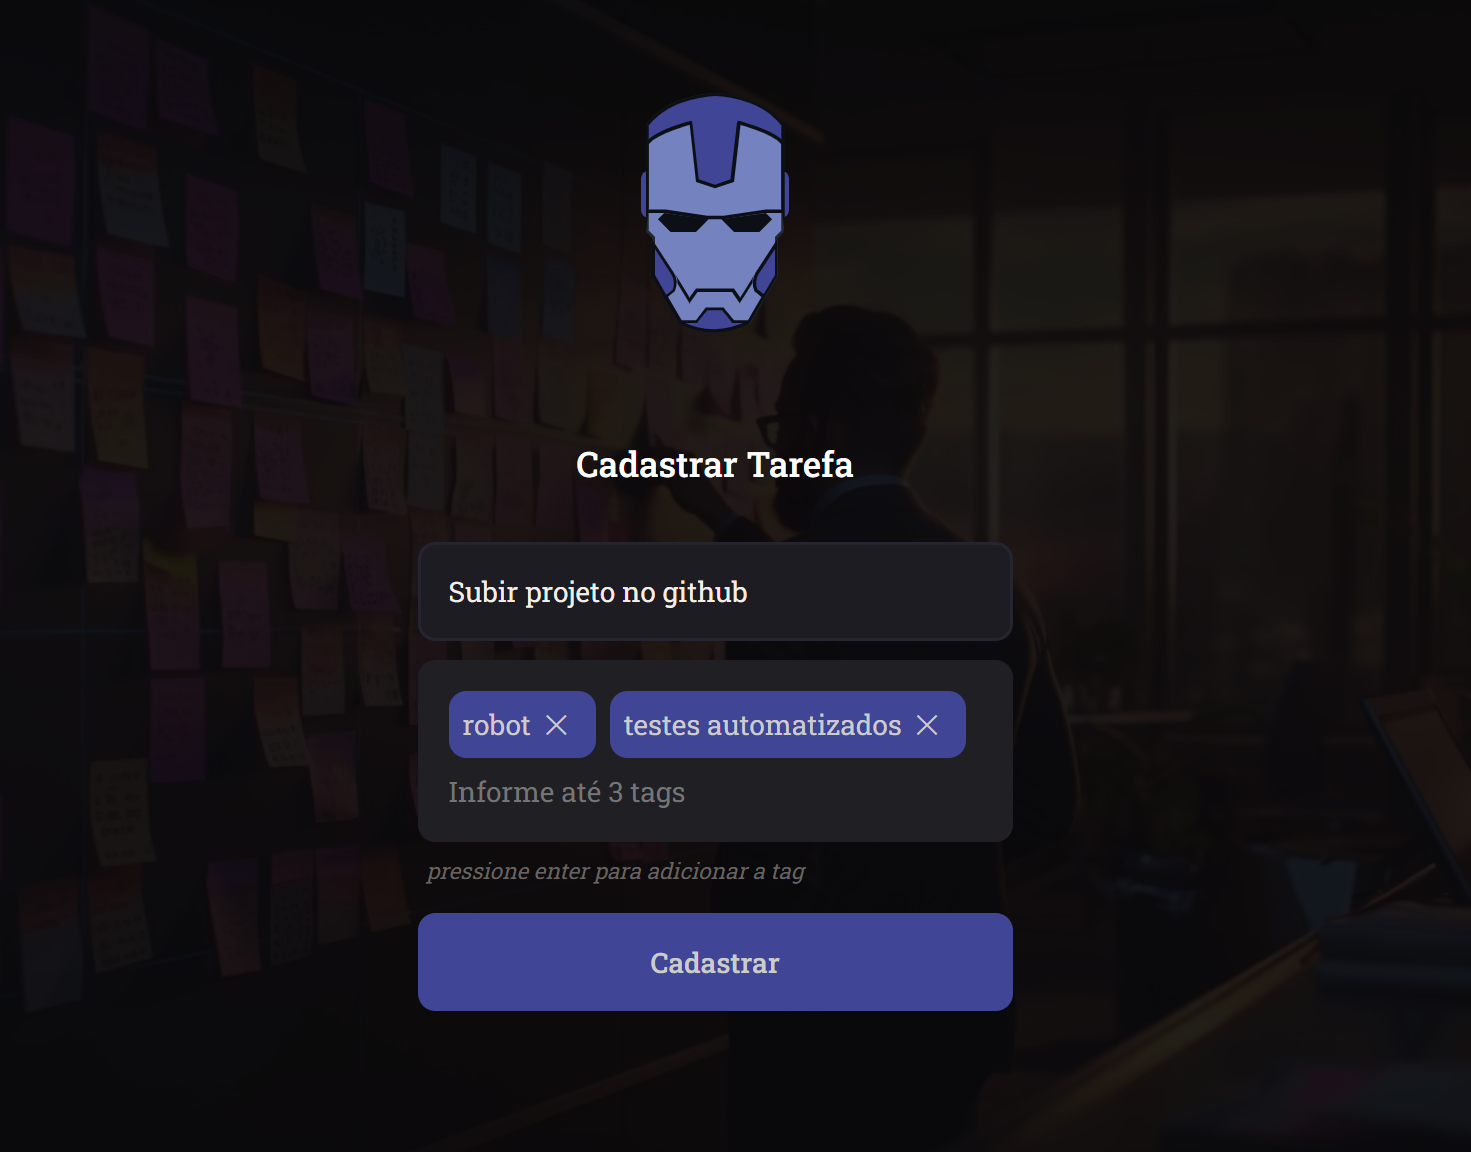 Cadastrar Tarefa
Subir projeto no github
robot
testes automatizados
Informe até 3 tags
pressione enter para adicionar a tag
Cadastrar